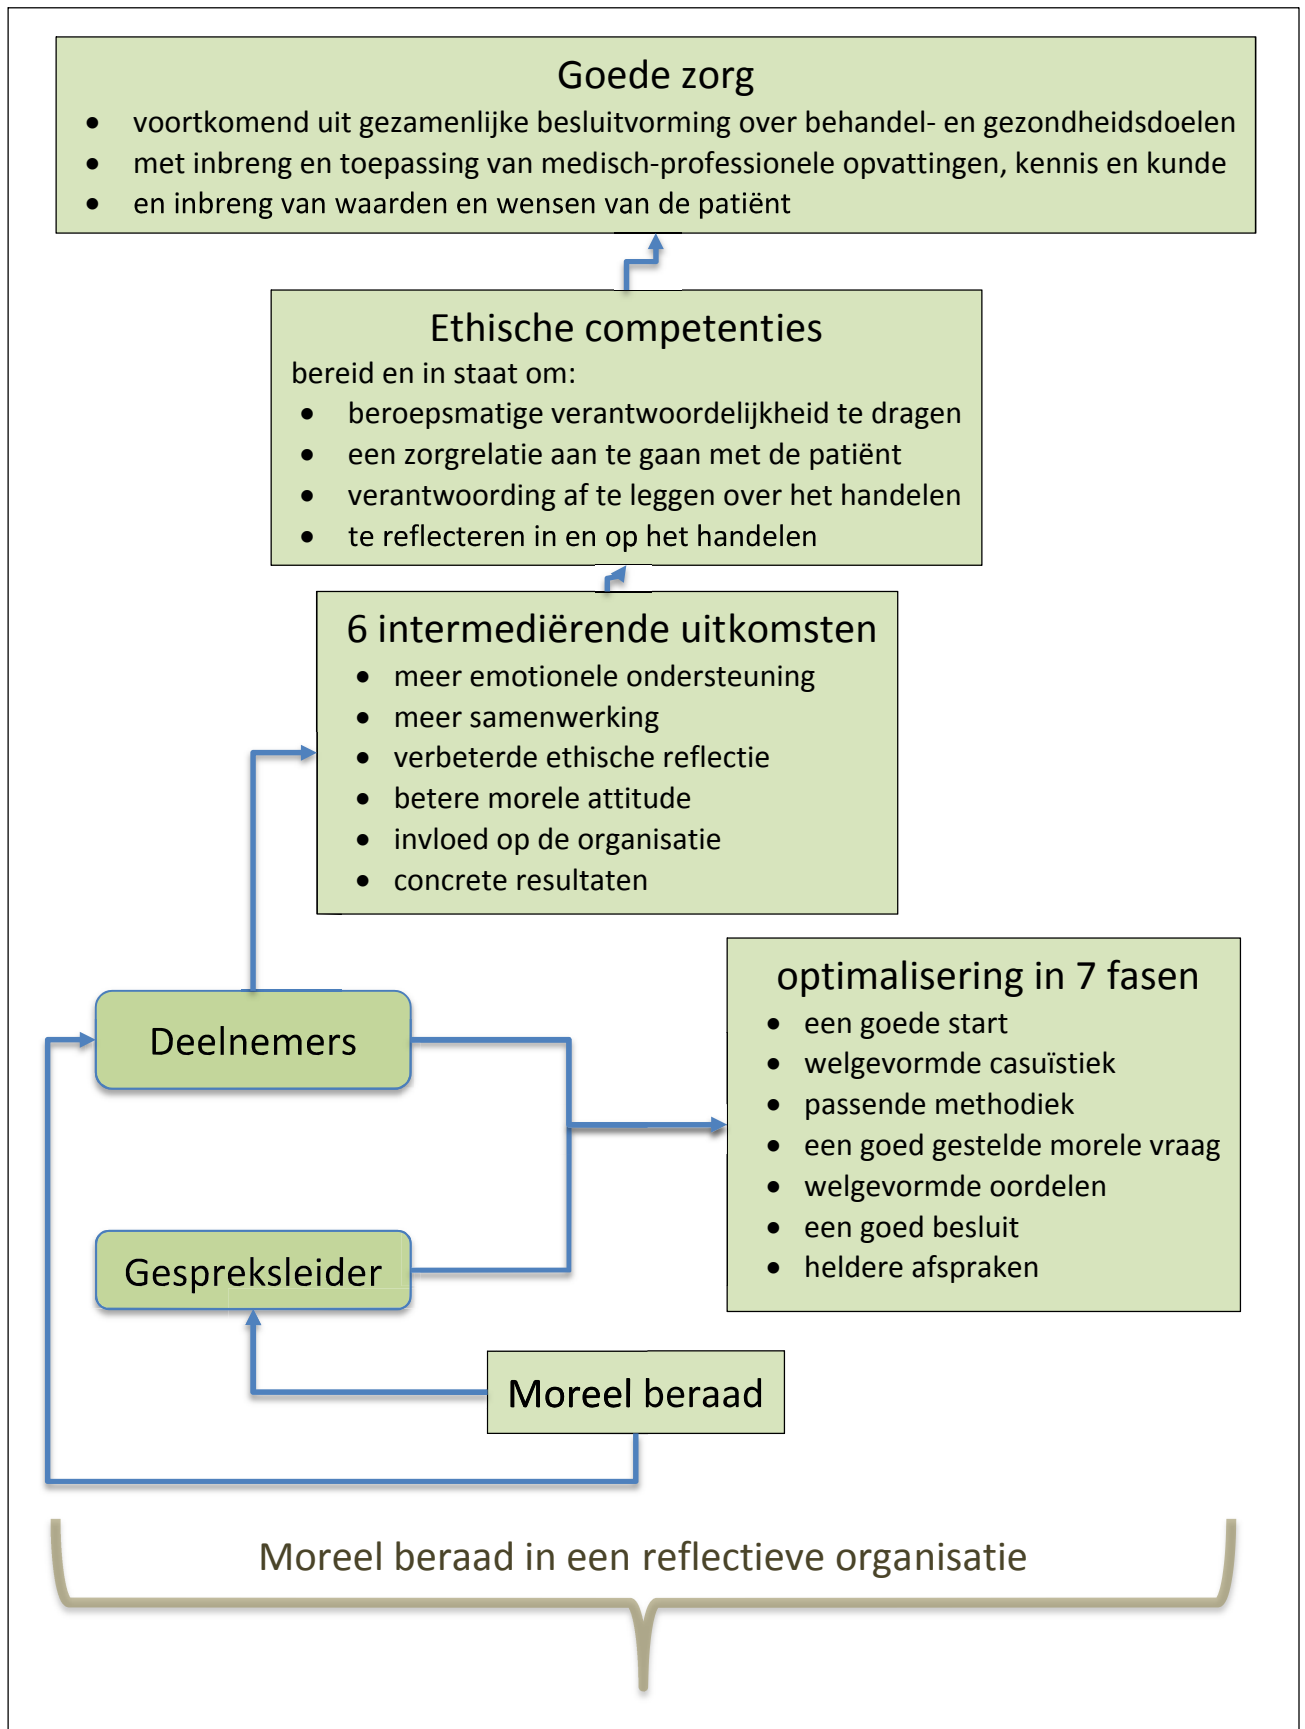 Goede zorg
• voortkomend uit gezamenlijke besluitvorming over behandel- en gezondheidsdoelen
• met inbreng en toepassing van medisch-professionele opvattingen, kennis en kunde
• en inbreng van waarden en wensen van de patiënt
Ethische competenties
bereid en in staat om:
• beroepsmatige verantwoordelijkheid te dragen
• een zorgrelatie aan te gaan met de patiënt
• verantwoording af te leggen over het handelen
• te reflecteren in en op het handelen
6 intermediërende uitkomsten
• meer emotionele ondersteuning
• meer samenwerking
• verbeterde ethische reflectie
• betere morele attitude
• invloed op de organisatie
• concrete resultaten
optimalisering in 7 fasen
• een goede start
• welgevormde casuïstiek
• passende methodiek
• een goed gestelde morele vraag
• welgevormde oordelen
• een goed besluit
• heldere afspraken
Deelnemers
Gespreksleider
Moreel beraad
Moreel beraad in een reflectieve organisatie